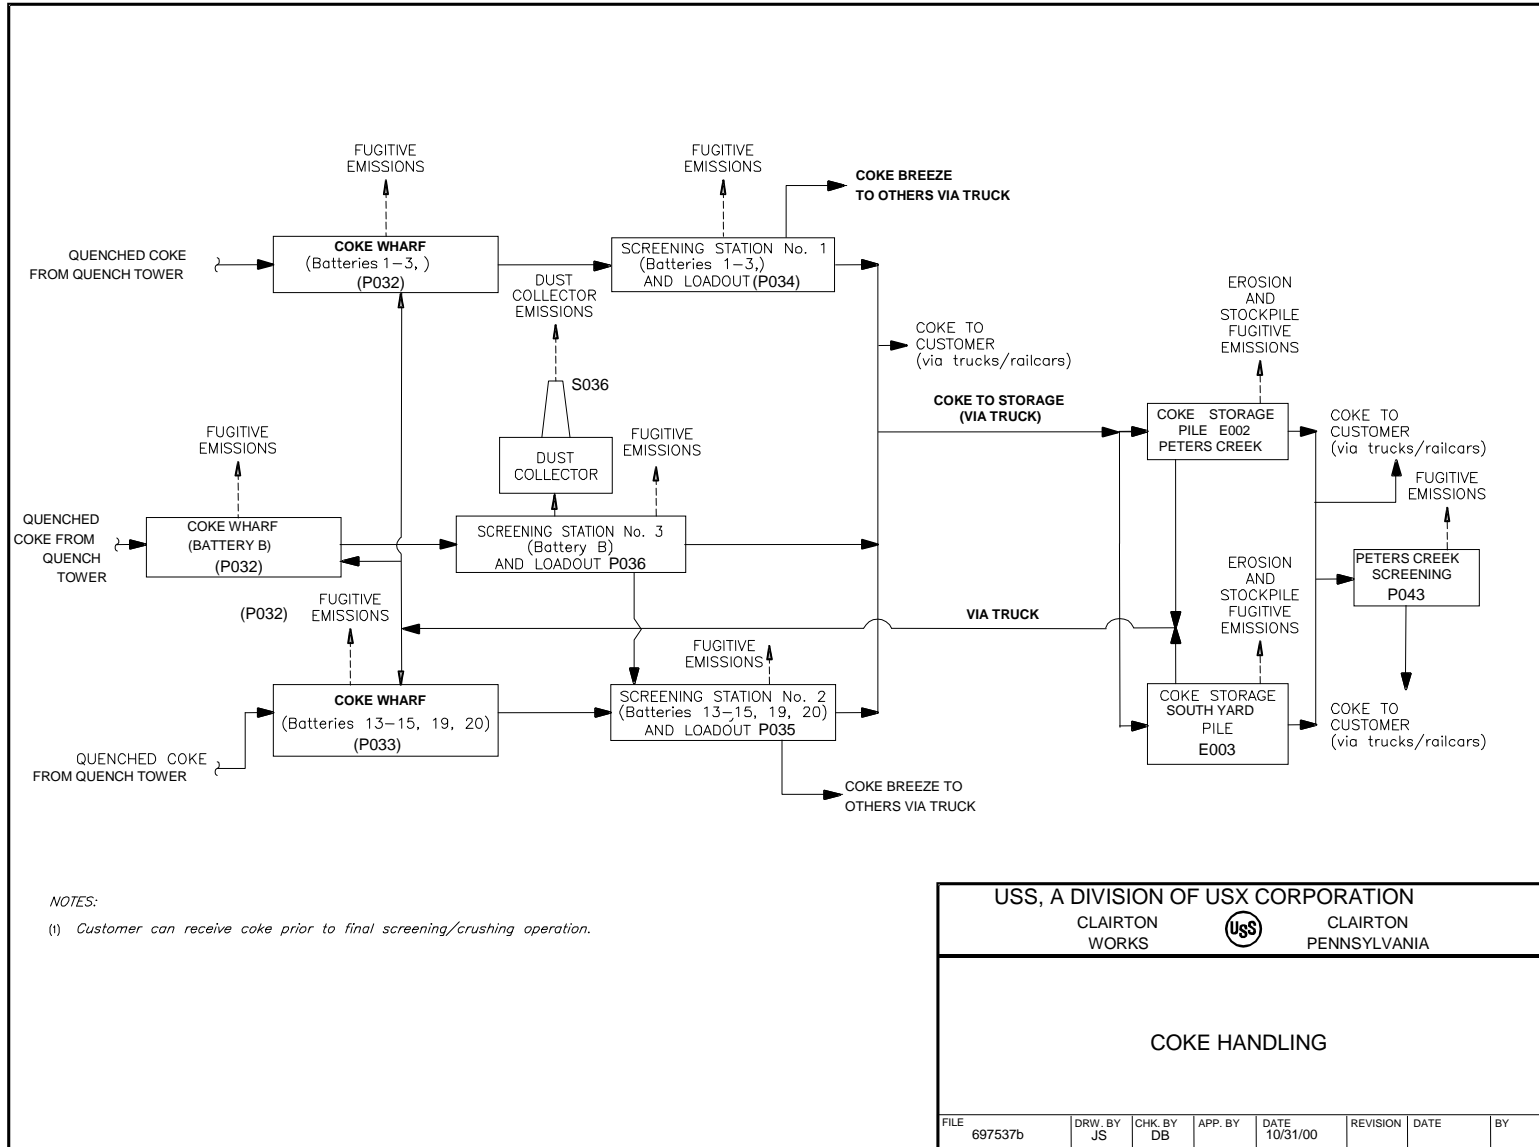 FUGITIVE
EMISSIONS
FUGITIVE
EMISSIONS
COKE BREEZE
TO OTHERS VIA TRUCK
QUENCHED COKE
FROM QUENCH TOWER
COKE WHARF
(Batteries 1-3, )
(P032)
SCREENING STATION No. 1
(Batteries 1-3,)
AND LOADOUT (P034)
DUST
COLLECTOR
EMISSIONS
S036
DUST
COLLECTOR
COKE TO
CUSTOMER
(via trucks/railcars)
EROSION
AND
STOCKPILE
FUGITIVE
EMISSIONS
COKE TO STORAGE
(VIA TRUCK)
COKE STORAGE
PILE E002
PETERS CREEK
COKE TO
CUSTOMER
(via trucks/railcars)
FUGITIVE
EMISSIONS
FUGITIVE
EMISSIONS
FUGITIVE
EMISSIONS
QUENCHED
COKE FROM
QUENCH
TOWER
COKE WHARF
(BATTERY B)
(P032)
SCREENING STATION No. 3
(Battery B)
AND LOADOUT P036
PETERS CREEK
SCREENING
P043
EROSION
AND
STOCKPILE
FUGITIVE
EMISSIONS
(P032)
FUGITIVE
EMISSIONS
VIA TRUCK
FUGITIVE
EMISSIONS
COKE WHARF
(Batteries 13-15, 19, 20)
(P033)
SCREENING STATION No. 2
(Batteries 13-15, 19, 20)
AND LOADOUT P035
COKE STORAGE
SOUTH YARD
PILE
E003
COKE TO
CUSTOMER
(via trucks/railcars)
QUENCHED COKE
FROM QUENCH TOWER
COKE BREEZE TO
OTHERS VIA TRUCK
NOTES:
(1) Customer can receive coke prior to final screening/crushing operation.
USS, A DIVISION OF USX CORPORATION
CLAIRTON
WORKS
USS
CLAIRTON
PENNSYLVANIA
COKE HANDLING
FILE 697537b
DRW. BY JS
CHK. BY DB
APP. BY
DATE 10/31/00
REVISION
DATE
BY